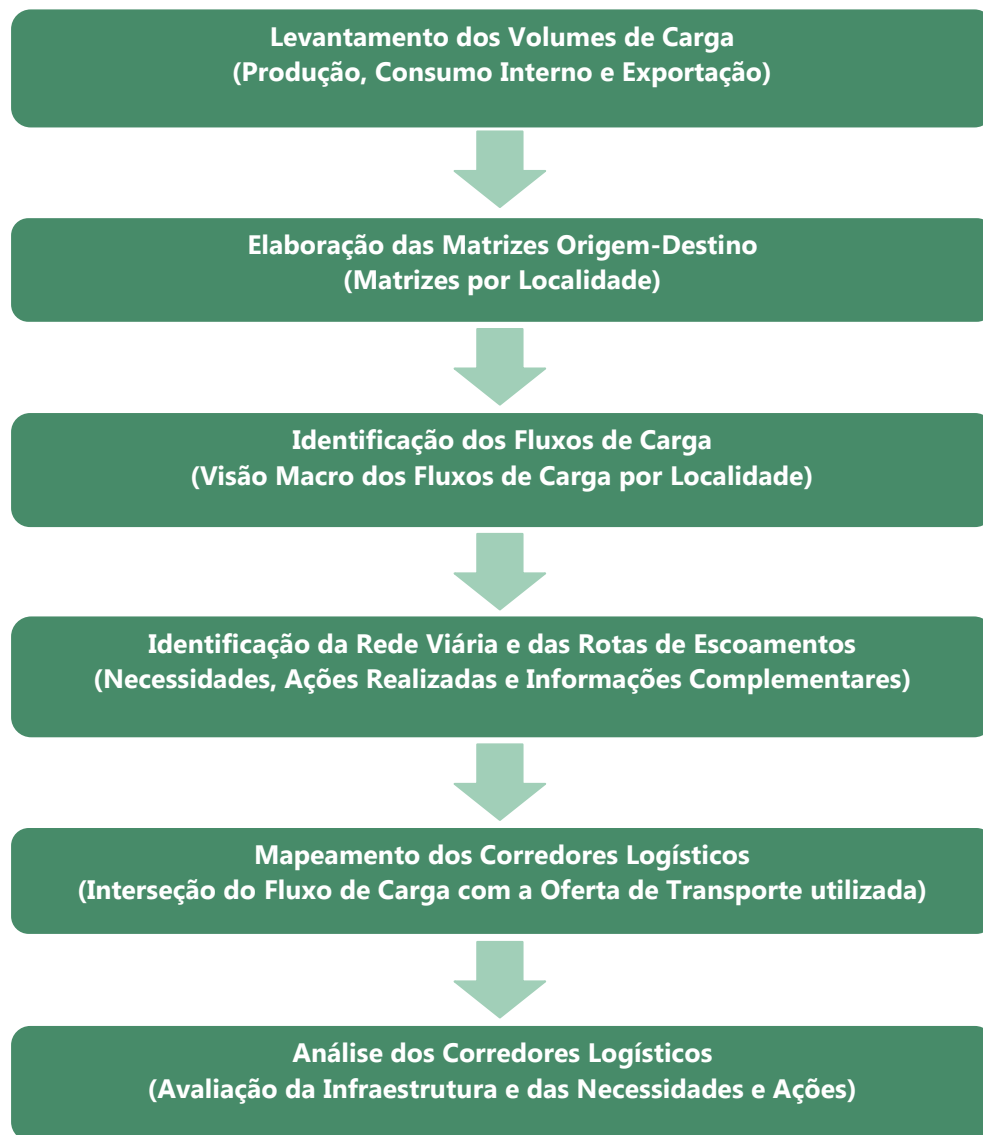 Levantamento dos Volumes de Carga
(Produção, Consumo Interno e Exportação)
Elaboração das Matrizes Origem-Destino
(Matrizes por Localidade)
Identificação dos Fluxos de Carga
(Visão Macro dos Fluxos de Carga por Localidade)
Identificação da Rede Viária e das Rotas de Escoamentos
(Necessidades, Ações Realizadas e Informações Complementares)
Mapeamento dos Corredores Logísticos
(Interseção do Fluxo de Carga com a Oferta de Transporte utilizada)
Análise dos Corredores Logísticos
(Avaliação da Infraestrutura e das Necessidades e Ações)